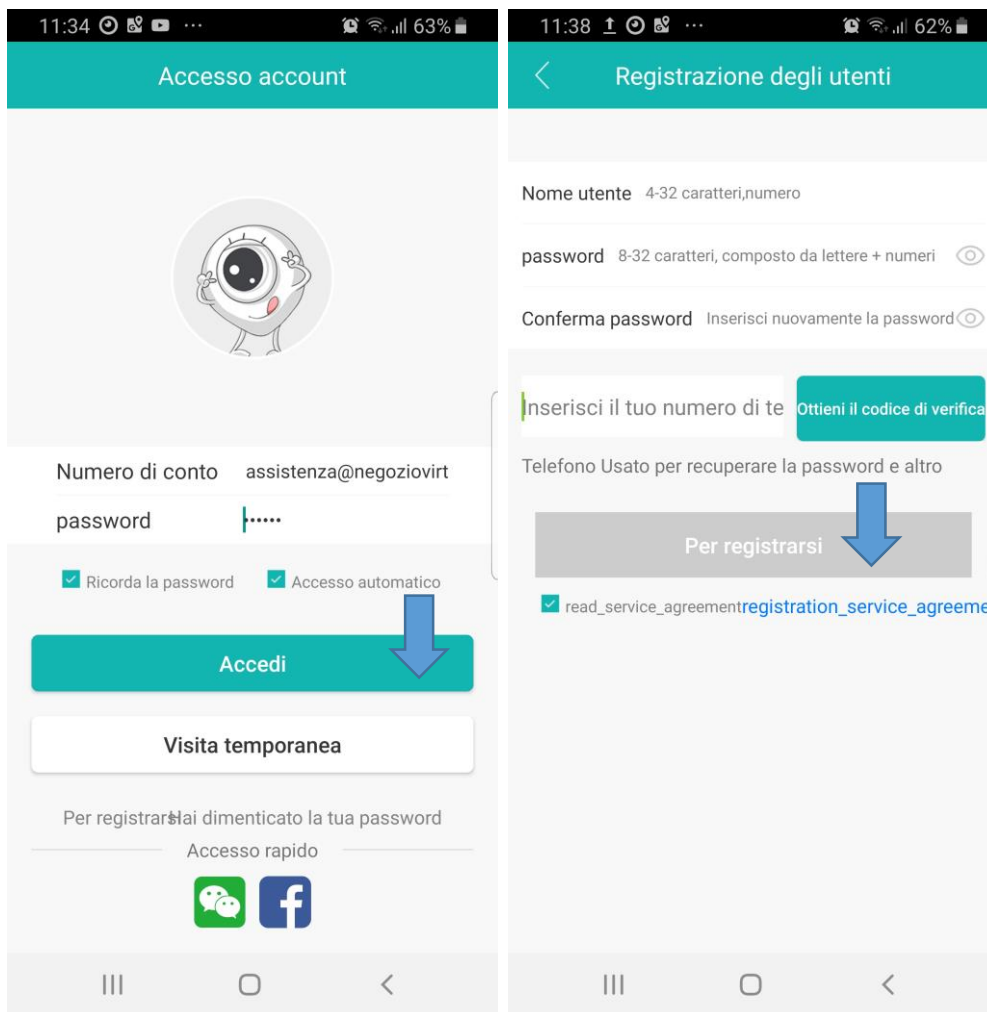 11:34 ... 63%
Accesso account
Numero di conto assistenza@negoziovirt
password ••••••
Ricorda la password Accesso automatico
Accedi
Visita temporanea
Per registrarsi Hai dimenticato la tua password
Accesso rapido
11:38 ... 62%
Registrazione degli utenti
Nome utente 4-32 caratteri,numero
password 8-32 caratteri, composto da lettere + numeri
Conferma password Inserisci nuovamente la password
Inserisci il tuo numero di te Ottieni il codice di verifica
Telefono Usato per recuperare la password e altro
Per registrarsi
read_service_agreementregistration_service_agreeme